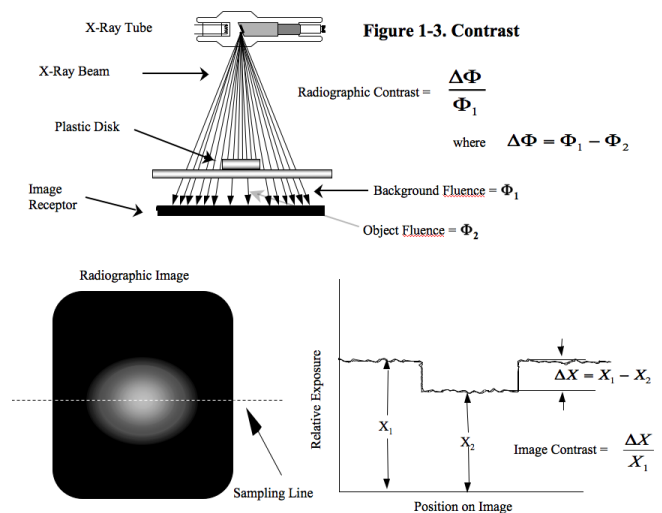 X-Ray Tube
Figure 1-3. Contrast
X-Ray Beam
Radiographic Contrast = ΔΦ / Φ₁
where ΔΦ = Φ₁ − Φ₂
Plastic Disk
Image
Receptor
Background Fluence = Φ₁
Object Fluence = Φ₂
Radiographic Image
Sampling Line
Relative Exposure
X₁
X₂
ΔX = X₁ − X₂
Image Contrast = ΔX / X₁
Position on Image